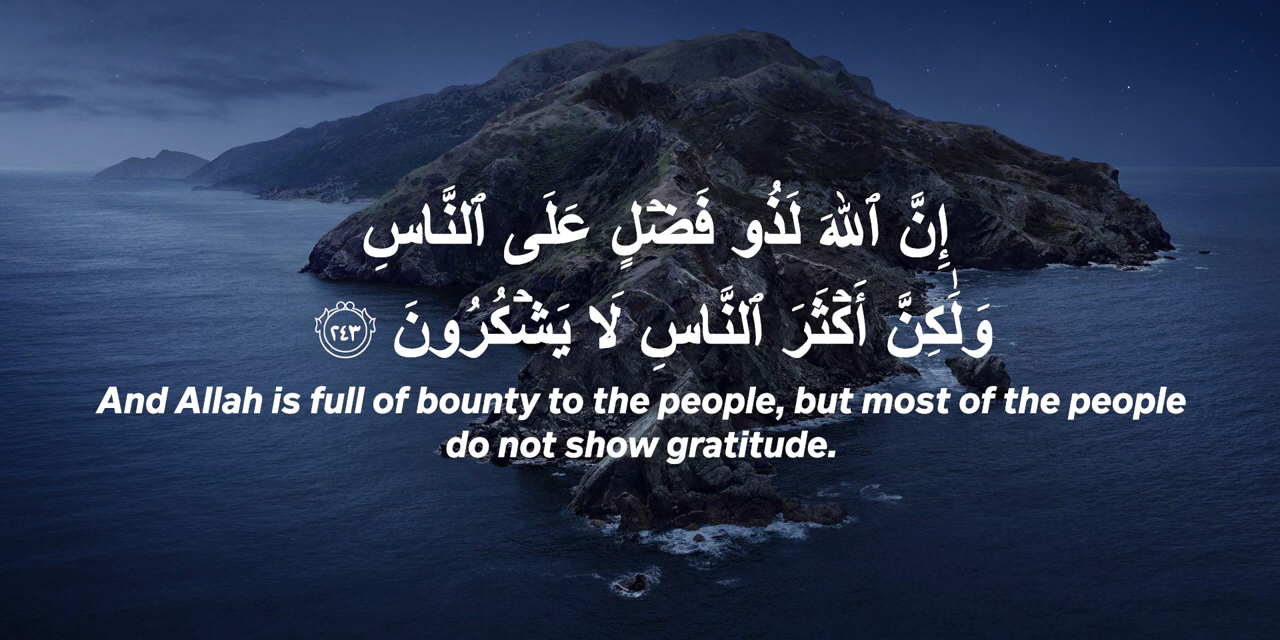 إِنَّ ٱللَّهَ لَذُو فَضۡلٍ عَلَى ٱلنَّاسِ
وَلَٰكِنَّ أَكۡثَرَ ٱلنَّاسِ لَا يَشۡكُرُونَ ٢٤٣
And Allah is full of bounty to the people, but most of the people
do not show gratitude.